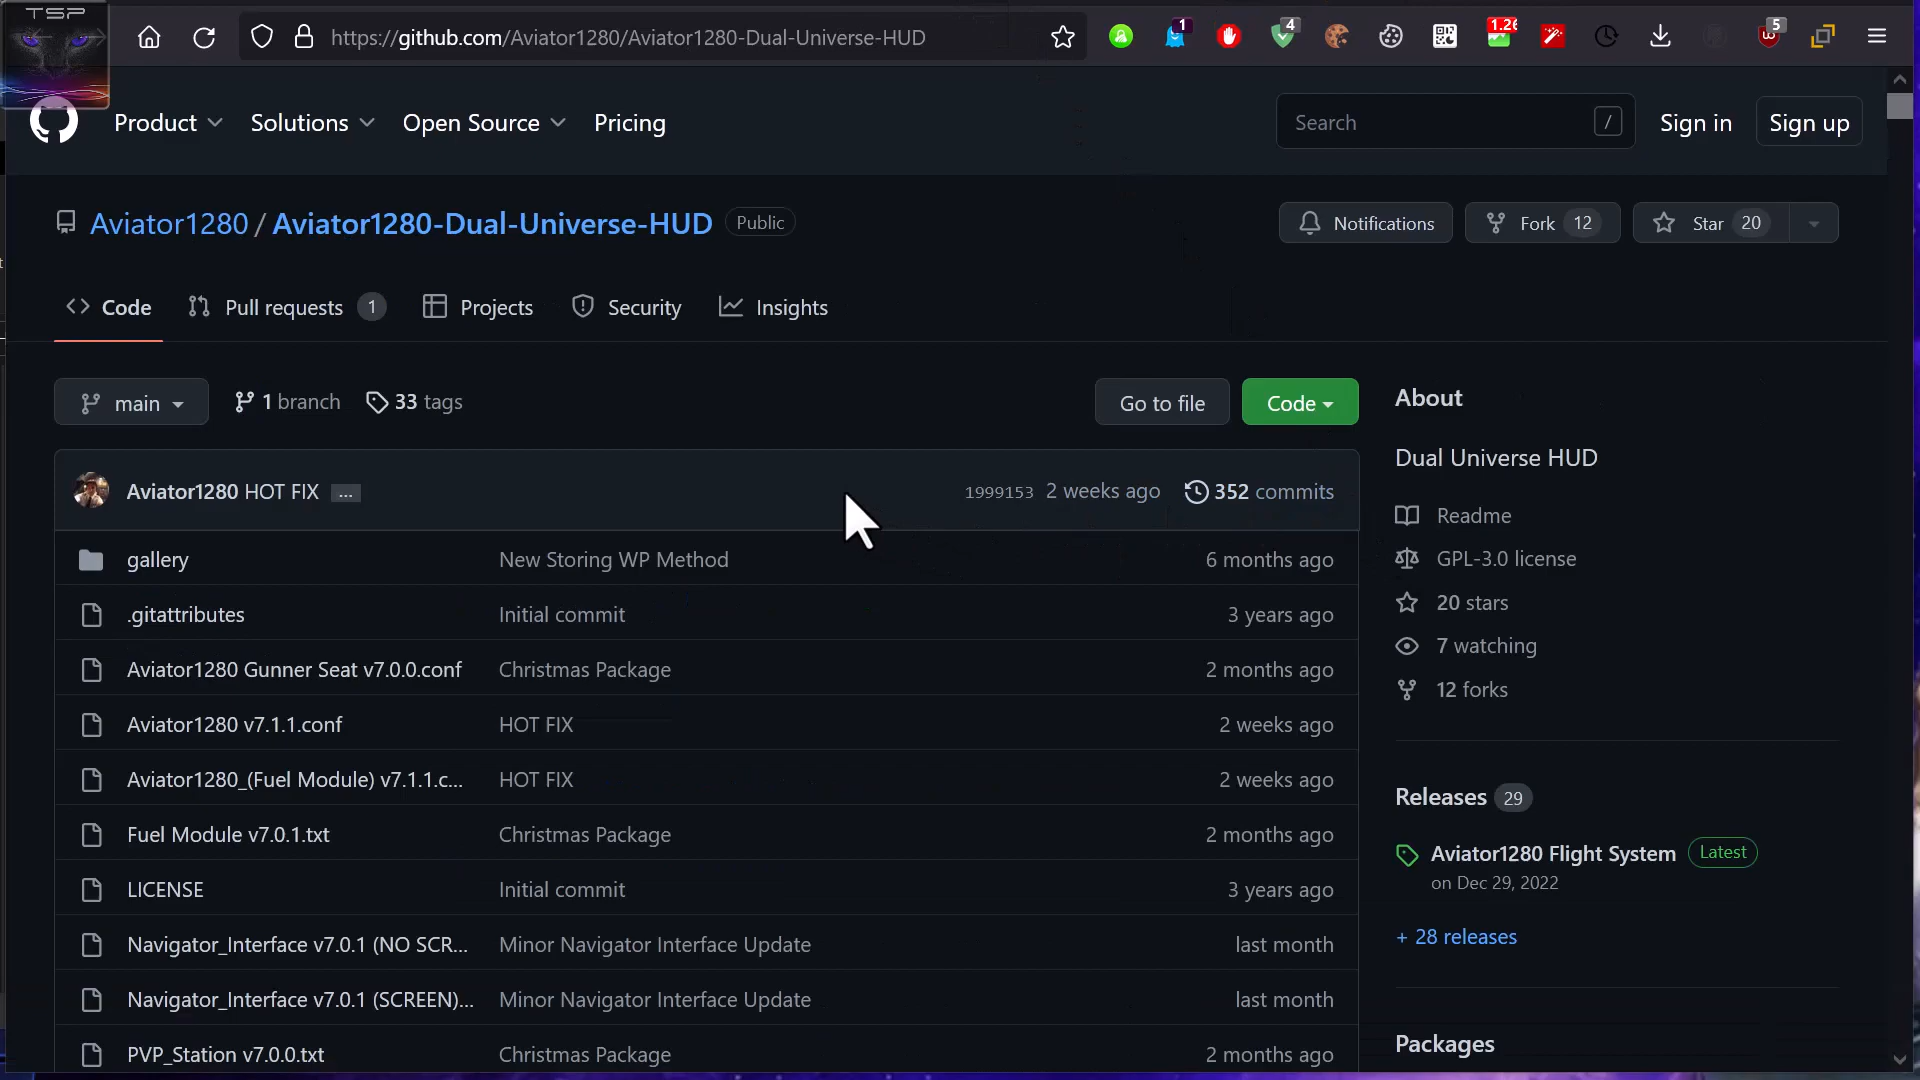 TSP
https://github.com/Aviator1280/Aviator1280-Dual-Universe-HUD
1
4
1.26
5
Product
Solutions
Open Source
Pricing
Search
/
Sign in
Sign up
Aviator1280 / Aviator1280-Dual-Universe-HUD Public
Notifications
Fork 12
Star 20
Code
Pull requests 1
Projects
Security
Insights
main
1 branch
33 tags
Go to file
Code
Aviator1280 HOT FIX ...
1999153 2 weeks ago
352 commits
gallery New Storing WP Method 6 months ago
.gitattributes Initial commit 3 years ago
Aviator1280 Gunner Seat v7.0.0.conf Christmas Package 2 months ago
Aviator1280 v7.1.1.conf HOT FIX 2 weeks ago
Aviator1280_(Fuel Module) v7.1.1.c... HOT FIX 2 weeks ago
Fuel Module v7.0.1.txt Christmas Package 2 months ago
LICENSE Initial commit 3 years ago
Navigator_Interface v7.0.1 (NO SCR... Minor Navigator Interface Update last month
Navigator_Interface v7.0.1 (SCREEN)... Minor Navigator Interface Update last month
PVP_Station v7.0.0.txt Christmas Package 2 months ago
About
Dual Universe HUD
Readme
GPL-3.0 license
20 stars
7 watching
12 forks
Releases 29
Aviator1280 Flight System Latest
on Dec 29, 2022
+ 28 releases
Packages